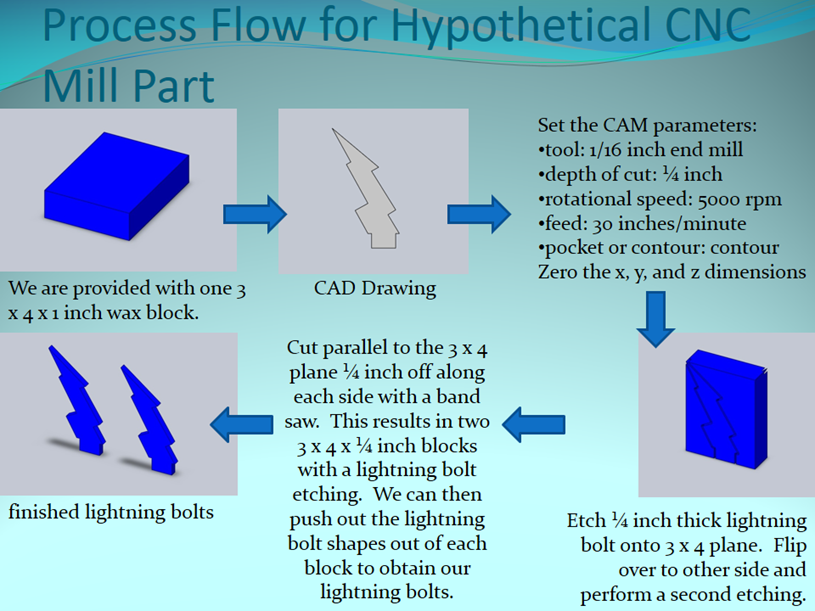 Process Flow for Hypothetical CNC
Mill Part
We are provided with one 3
x 4 x 1 inch wax block.
CAD Drawing
Set the CAM parameters:
•tool: 1/16 inch end mill
•depth of cut: ¼ inch
•rotational speed: 5000 rpm
•feed: 30 inches/minute
•pocket or contour: contour
Zero the x, y, and z dimensions
Etch ¼ inch thick lightning
bolt onto 3 x 4 plane.  Flip
over to other side and
perform a second etching.
Cut parallel to the 3 x 4
plane ¼ inch off along
each side with a band
saw.  This results in two
3 x 4 x ¼ inch blocks
with a lightning bolt
etching.  We can then
push out the lightning
bolt shapes out of each
block to obtain our
lightning bolts.
finished lightning bolts